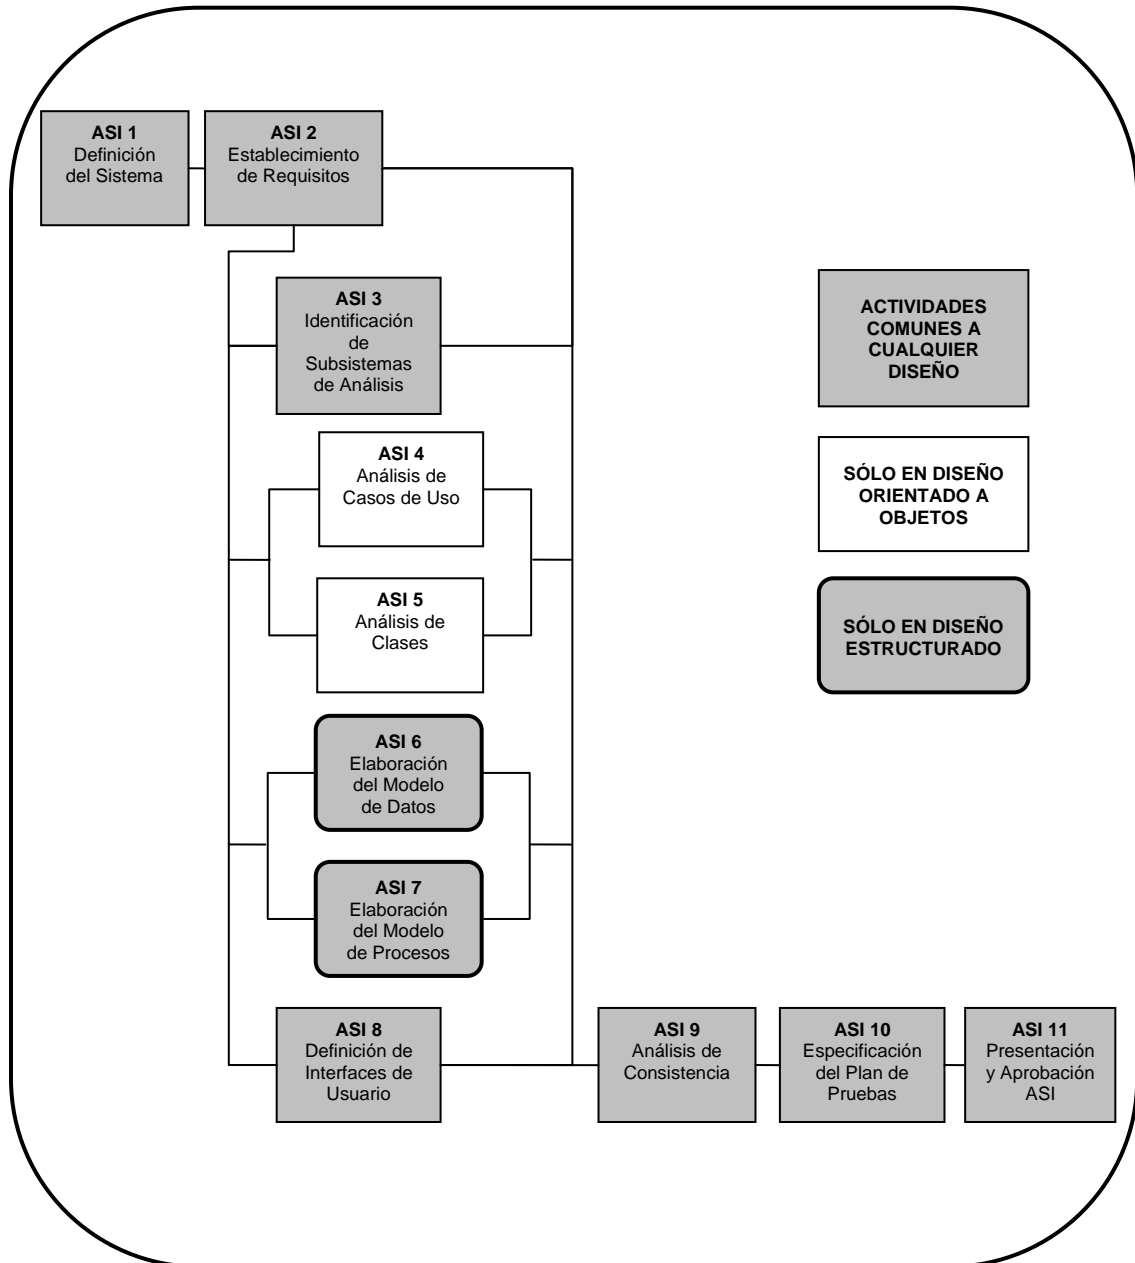 ASI 1
Definición
del Sistema
ASI 2
Establecimiento
de Requisitos
ASI 3
Identificación
de
Subsistemas
de Análisis
ACTIVIDADES
COMUNES A
CUALQUIER
DISEÑO
ASI 4
Análisis de
Casos de Uso
SÓLO EN DISEÑO
ORIENTADO A
OBJETOS
ASI 5
Análisis de
Clases
SÓLO EN DISEÑO
ESTRUCTURADO
ASI 6
Elaboración
del Modelo
de Datos
ASI 7
Elaboración
del Modelo
de Procesos
ASI 8
Definición de
Interfaces de
Usuario
ASI 9
Análisis de
Consistencia
ASI 10
Especificación
del Plan de
Pruebas
ASI 11
Presentación
y Aprobación
ASI